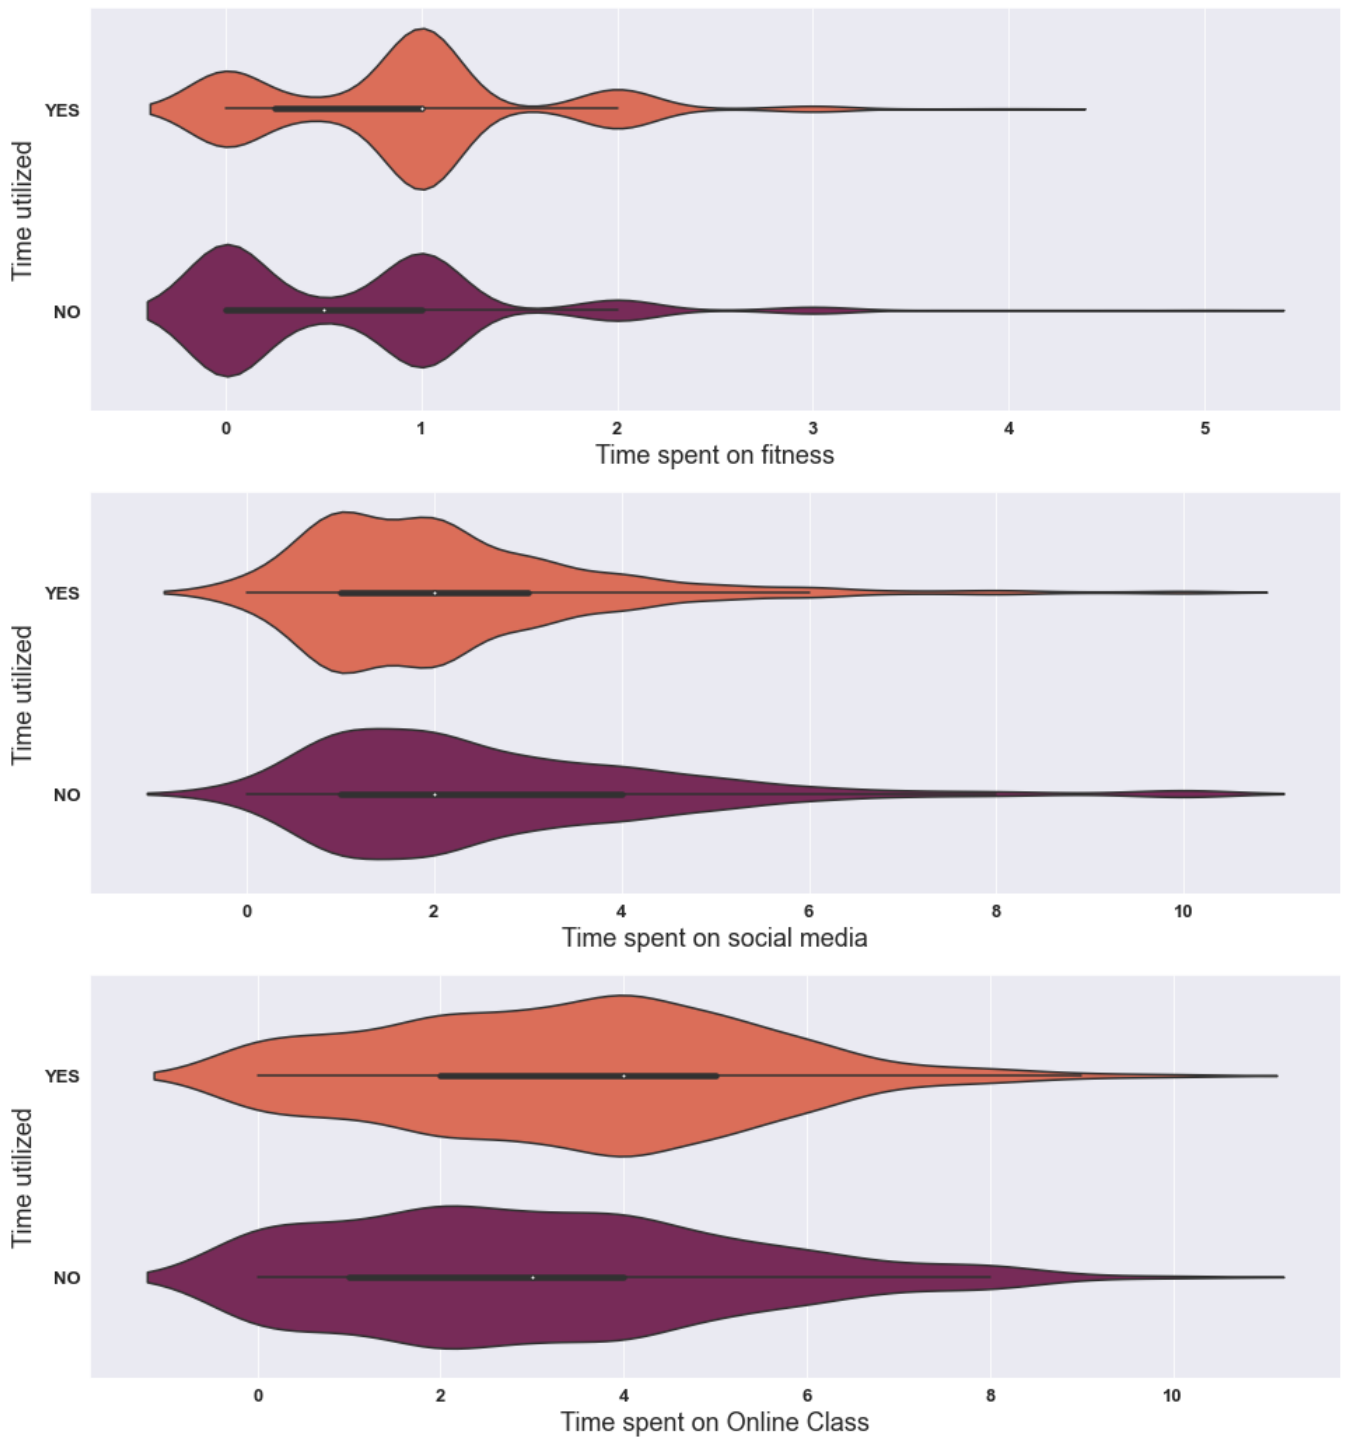 YES
NO
Time utilized
0 1 2 3 4 5
Time spent on fitness
YES
NO
Time utilized
0 2 4 6 8 10
Time spent on social media
YES
NO
Time utilized
0 2 4 6 8 10
Time spent on Online Class